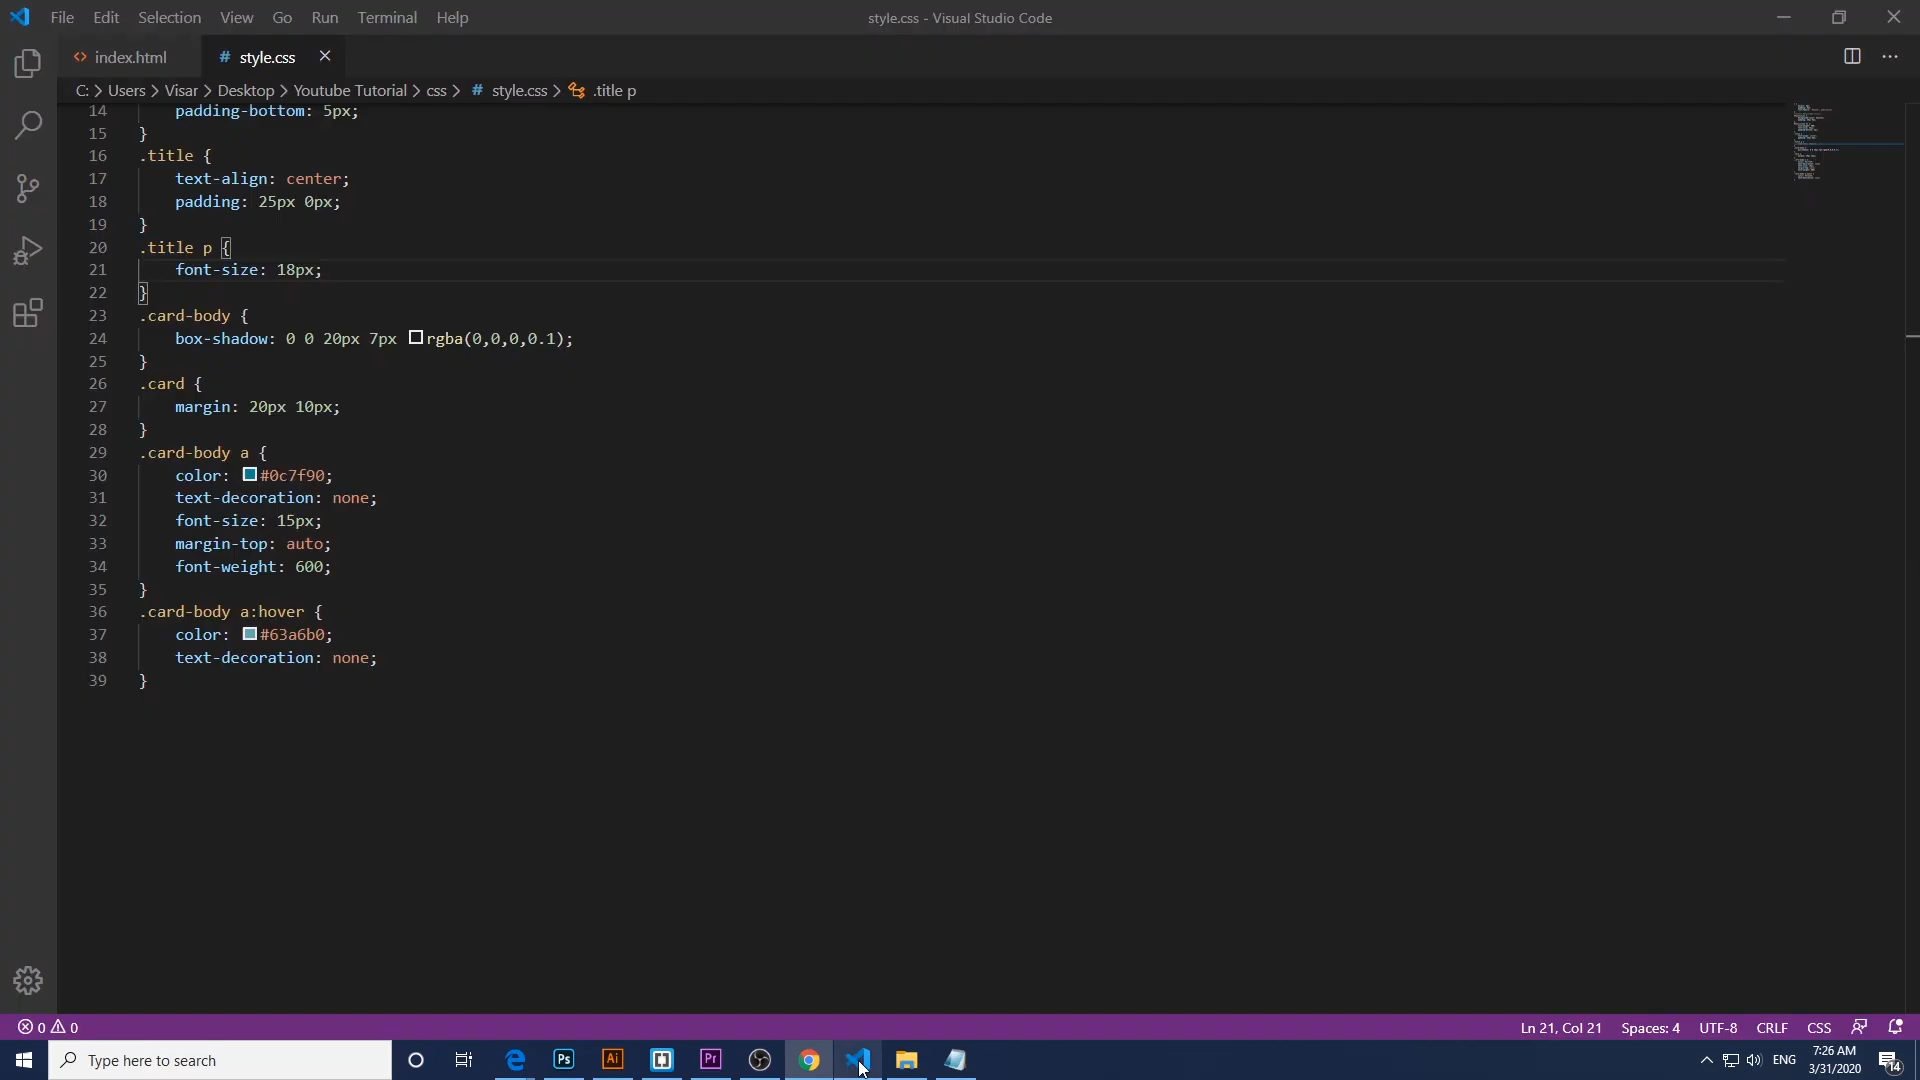 File Edit Selection View Go Run Terminal Help
style.css - Visual Studio Code
index.html
# style.css
C: > Users > Visar > Desktop > Youtube Tutorial > css > # style.css > .title p
14 padding-bottom: 5px;
15 }
16 .title {
17 text-align: center;
18 padding: 25px 0px;
19 }
20 .title p {
21 font-size: 18px;
22 }
23 .card-body {
24 box-shadow: 0 0 20px 7px rgba(0,0,0,0.1);
25 }
26 .card {
27 margin: 20px 10px;
28 }
29 .card-body a {
30 color: #0c7f90;
31 text-decoration: none;
32 font-size: 15px;
33 margin-top: auto;
34 font-weight: 600;
35 }
36 .card-body a:hover {
37 color: #63a6b0;
38 text-decoration: none;
39 }
0 0
Ln 21, Col 21 Spaces: 4 UTF-8 CRLF CSS
Type here to search
Ps Ai Pr
ENG
7:26 AM
3/31/2020
14